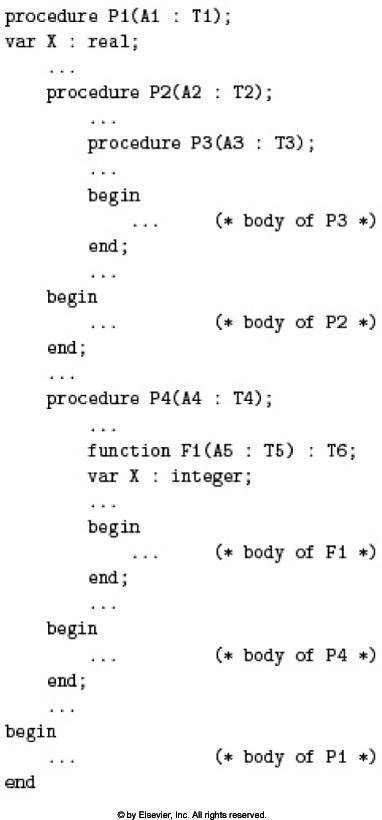 procedure P1(A1 : T1);
var X : real;
...
procedure P2(A2 : T2);
...
procedure P3(A3 : T3);
...
begin
... (* body of P3 *)
end;
...
begin
... (* body of P2 *)
end;
...
procedure P4(A4 : T4);
...
function F1(A5 : T5) : T6;
var X : integer;
...
begin
... (* body of F1 *)
end;
...
begin
... (* body of P4 *)
end;
...
begin
... (* body of P1 *)
end
© by Elsevier, Inc. All rights reserved.